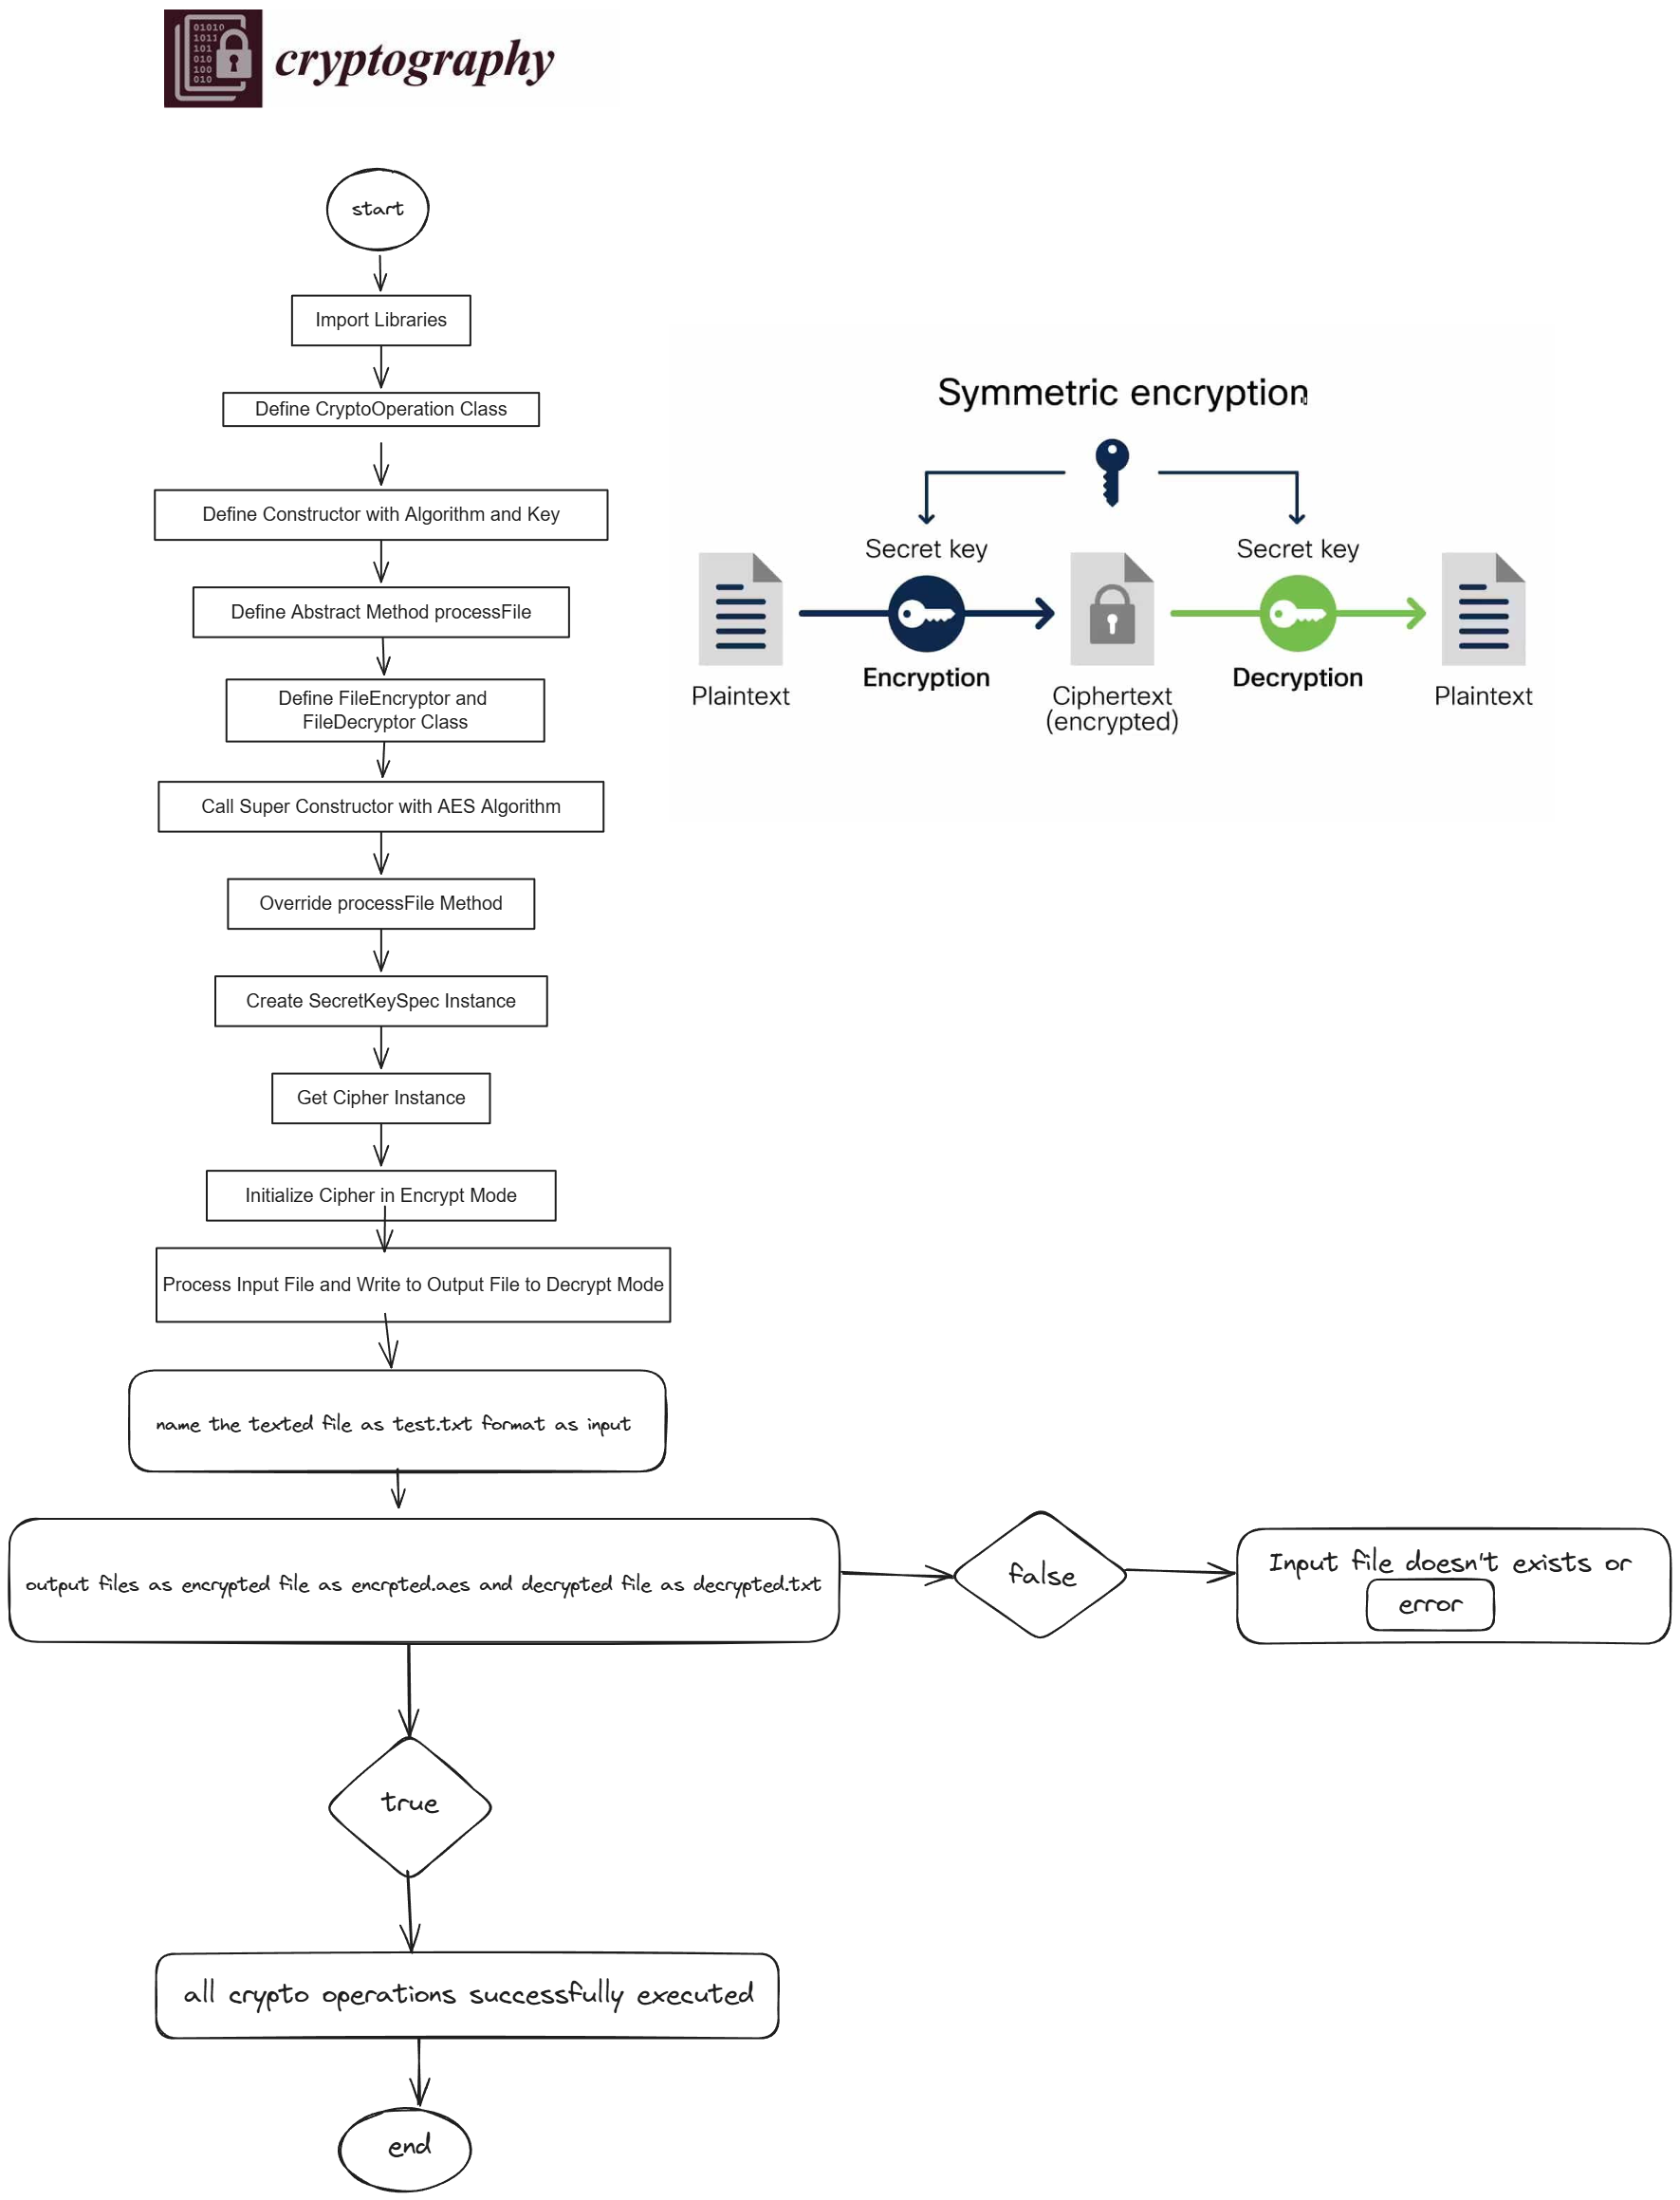 01010
1011
101
010
100
010
cryptography
start
Import Libraries
Define CryptoOperation Class
Define Constructor with Algorithm and Key
Define Abstract Method processFile
Define FileEncryptor and
FileDecryptor Class
Call Super Constructor with AES Algorithm
Override processFile Method
Create SecretKeySpec Instance
Get Cipher Instance
Initialize Cipher in Encrypt Mode
Process Input File and Write to Output File to Decrypt Mode
name the texted file as test.txt format as input
output files as encrypted file as encrpted.aes and decrypted file as decrypted.txt
false
Input file doesn't exists or
error
true
all crypto operations successfully executed
end
Symmetric encryption
Secret key
Secret key
Encryption
Decryption
Plaintext
Ciphertext
(encrypted)
Plaintext